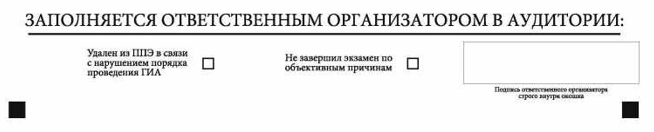 ЗАПОЛНЯЕТСЯ ОТВЕТСТВЕННЫМ ОРГАНИЗАТОРОМ В АУДИТОРИИ:
Удален из ППЭ в связи
с нарушением порядка
проведения ГИА
Не завершил экзамен по
объективным причинам
Подпись ответственного организатора
строго внутри окошка